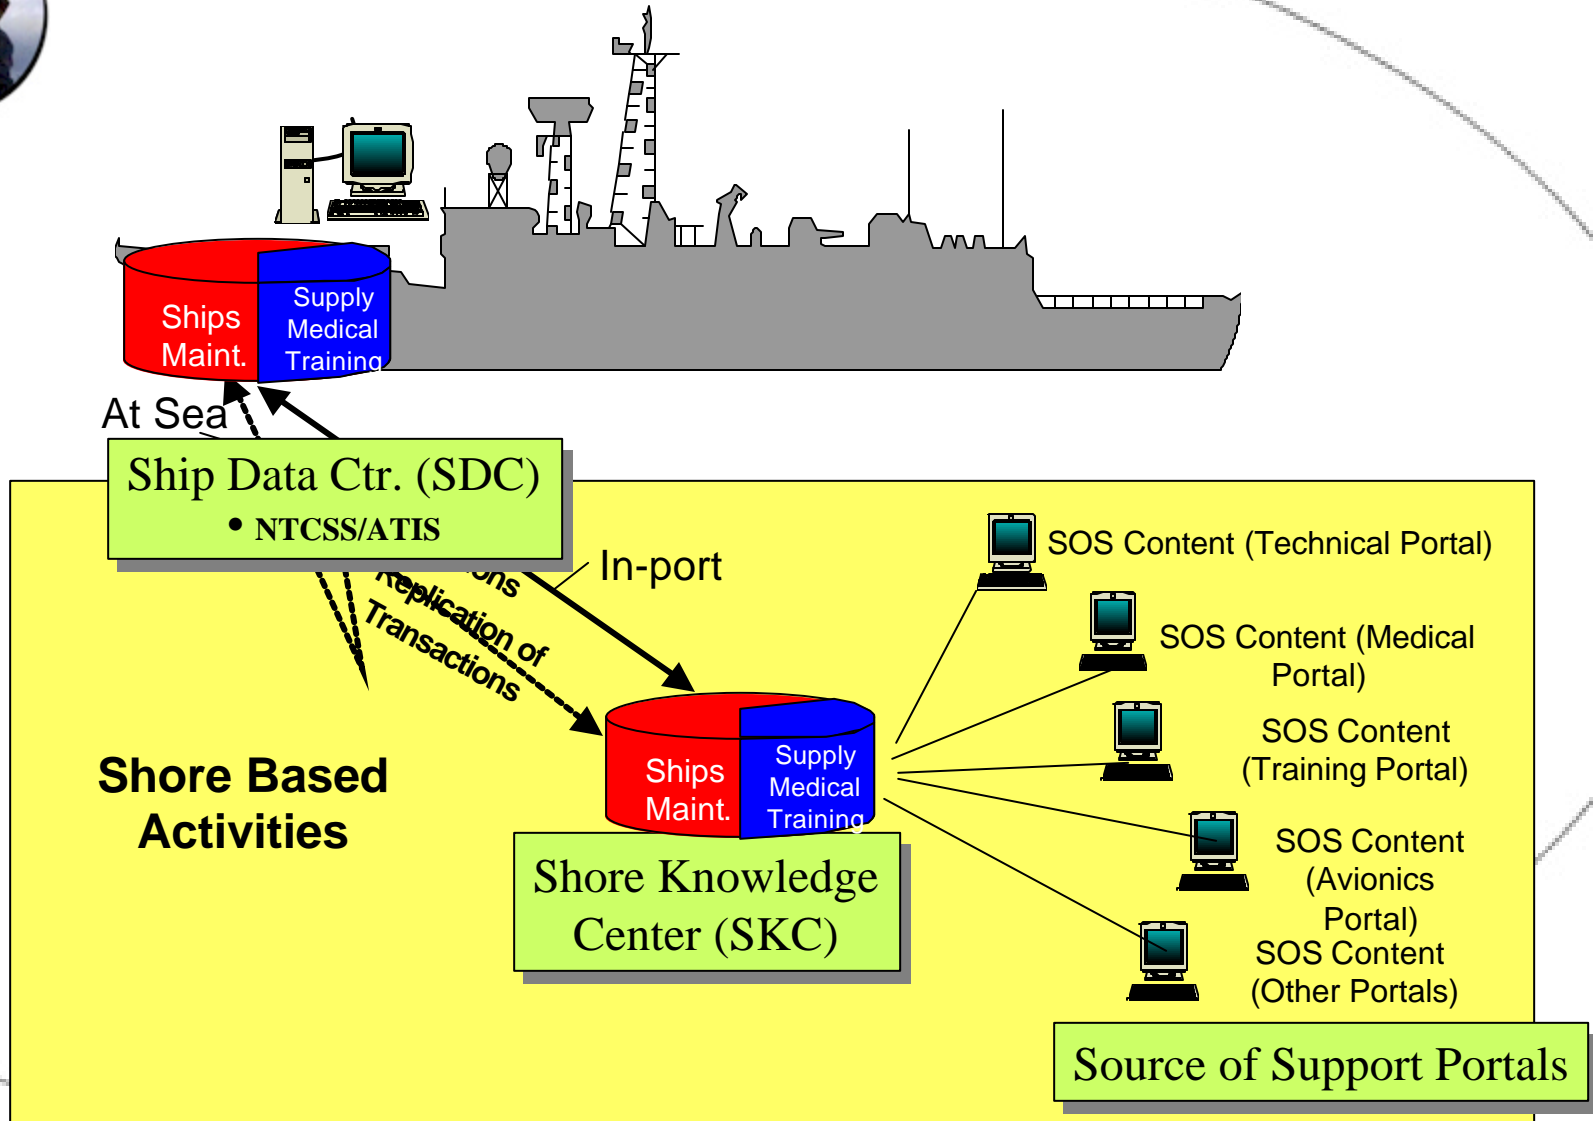 Ships
Maint.
Supply
Medical
Training
At Sea
Ship Data Ctr. (SDC)
• NTCSS/ATIS
In-port
Replication of
Transactions
Shore Based
Activities
Ships
Maint.
Supply
Medical
Training
Shore Knowledge
Center (SKC)
SOS Content (Technical Portal)
SOS Content (Medical
Portal)
SOS Content
(Training Portal)
SOS Content
(Avionics
Portal)
SOS Content
(Other Portals)
Source of Support Portals